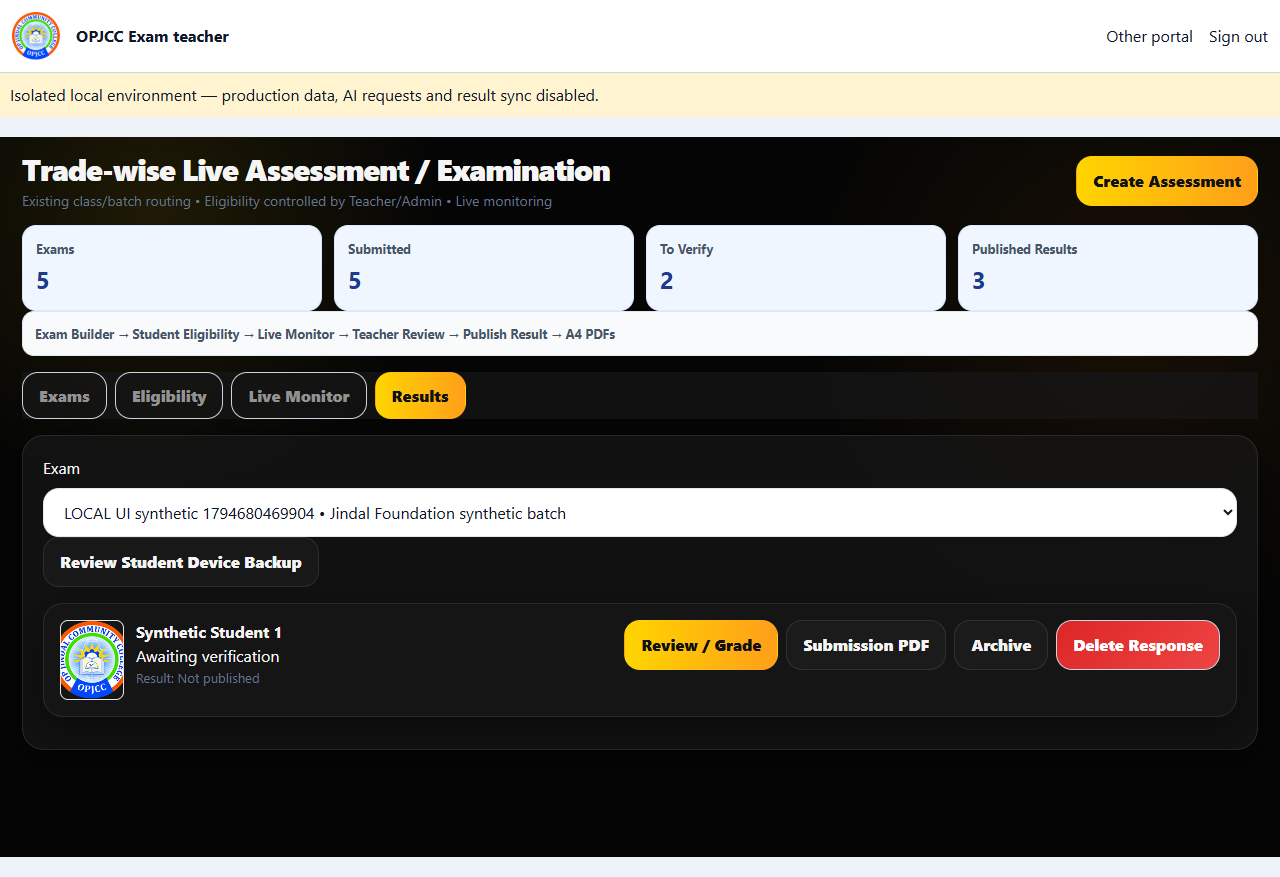 OPJCC Exam teacher
Other portal
Sign out
Isolated local environment — production data, AI requests and result sync disabled.
Trade-wise Live Assessment / Examination
Create Assessment
Existing class/batch routing • Eligibility controlled by Teacher/Admin • Live monitoring
Exams
5
Submitted
5
To Verify
2
Published Results
3
Exam Builder → Student Eligibility → Live Monitor → Teacher Review → Publish Result → A4 PDFs
Exams
Eligibility
Live Monitor
Results
Exam
LOCAL UI synthetic 1794680469904 • Jindal Foundation synthetic batch
Review Student Device Backup
OPJCC
Synthetic Student 1
Awaiting verification
Result: Not published
Review / Grade
Submission PDF
Archive
Delete Response